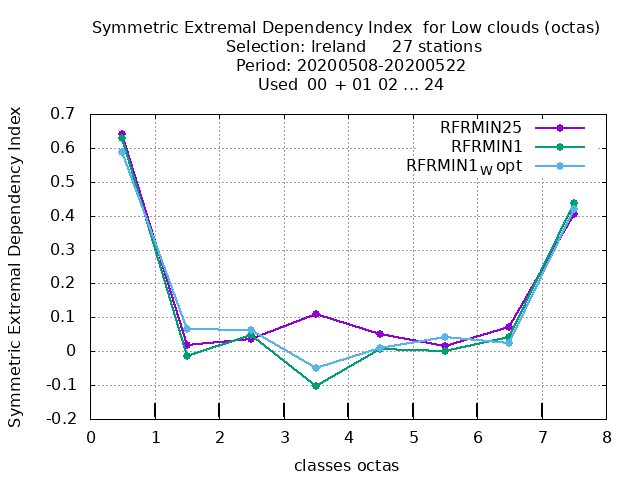 Symmetric Extremal Dependency Index for Low clouds (octas)
Selection: Ireland 27 stations
Period: 20200508-20200522
Used 00 + 01 02 ... 24
Symmetric Extremal Dependency Index
0.7
0.6
0.5
0.4
0.3
0.2
0.1
0
-0.1
-0.2
RFRMIN25
RFRMIN1
RFRMIN1w opt
0 1 2 3 4 5 6 7 8
classes octas